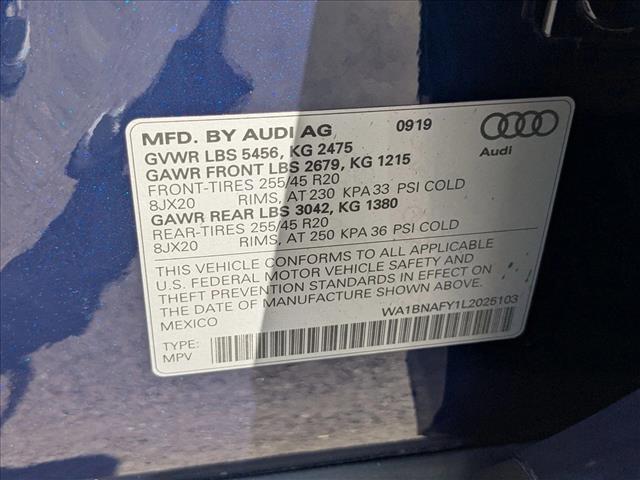 MFD. BY AUDI AG 0919
Audi
GVWR LBS 5456, KG 2475
GAWR FRONT LBS 2679, KG 1215
FRONT-TIRES 255/45 R20
8JX20 RIMS, AT 230 KPA 33 PSI COLD
GAWR REAR LBS 3042, KG 1380
REAR-TIRES 255/45 R20
8JX20 RIMS, AT 250 KPA 36 PSI COLD
THIS VEHICLE CONFORMS TO ALL APPLICABLE
U.S. FEDERAL MOTOR VEHICLE SAFETY AND
THEFT PREVENTION STANDARDS IN EFFECT ON
THE DATE OF MANUFACTURE SHOWN ABOVE.
MEXICO
WA1BNAFY1L2025103
TYPE:
MPV